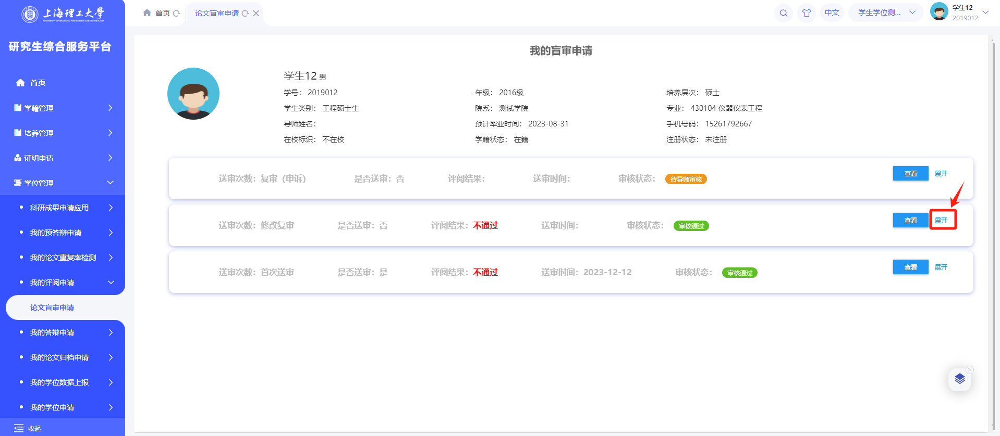 上海理工大學
UNIVERSITY OF SHANGHAI FOR SCIENCE AND TECHNOLOGY
研究生综合服务平台
首页
学籍管理
培养管理
证明申请
学位管理
科研成果申请应用
我的预答辩申请
我的论文重复率检测
我的评阅申请
论文盲审申请
我的答辩申请
我的论文归档申请
我的学位数据上报
我的学位申请
收起
首页 论文盲审申请
中文 学生学位测... 学生12
2019012
我的盲审申请
学生12 男
学号： 2019012 年级： 2016级 培养层次： 硕士
学生类别： 工程硕士生 院系： 测试学院 专业： 430104 仪器仪表工程
导师姓名： 预计毕业时间： 2023-08-31 手机号码： 15261792667
在校标识： 不在校 学籍状态： 在籍 注册状态： 未注册
送审次数：复审（申诉） 是否送审：否 评阅结果： 送审时间： 审核状态： 待导师审核 查看 展开
送审次数：修改复审 是否送审：否 评阅结果：不通过 送审时间： 审核状态： 审核通过 查看 展开
送审次数：首次送审 是否送审：是 评阅结果：不通过 送审时间：2023-12-12 审核状态： 审核通过 查看 展开